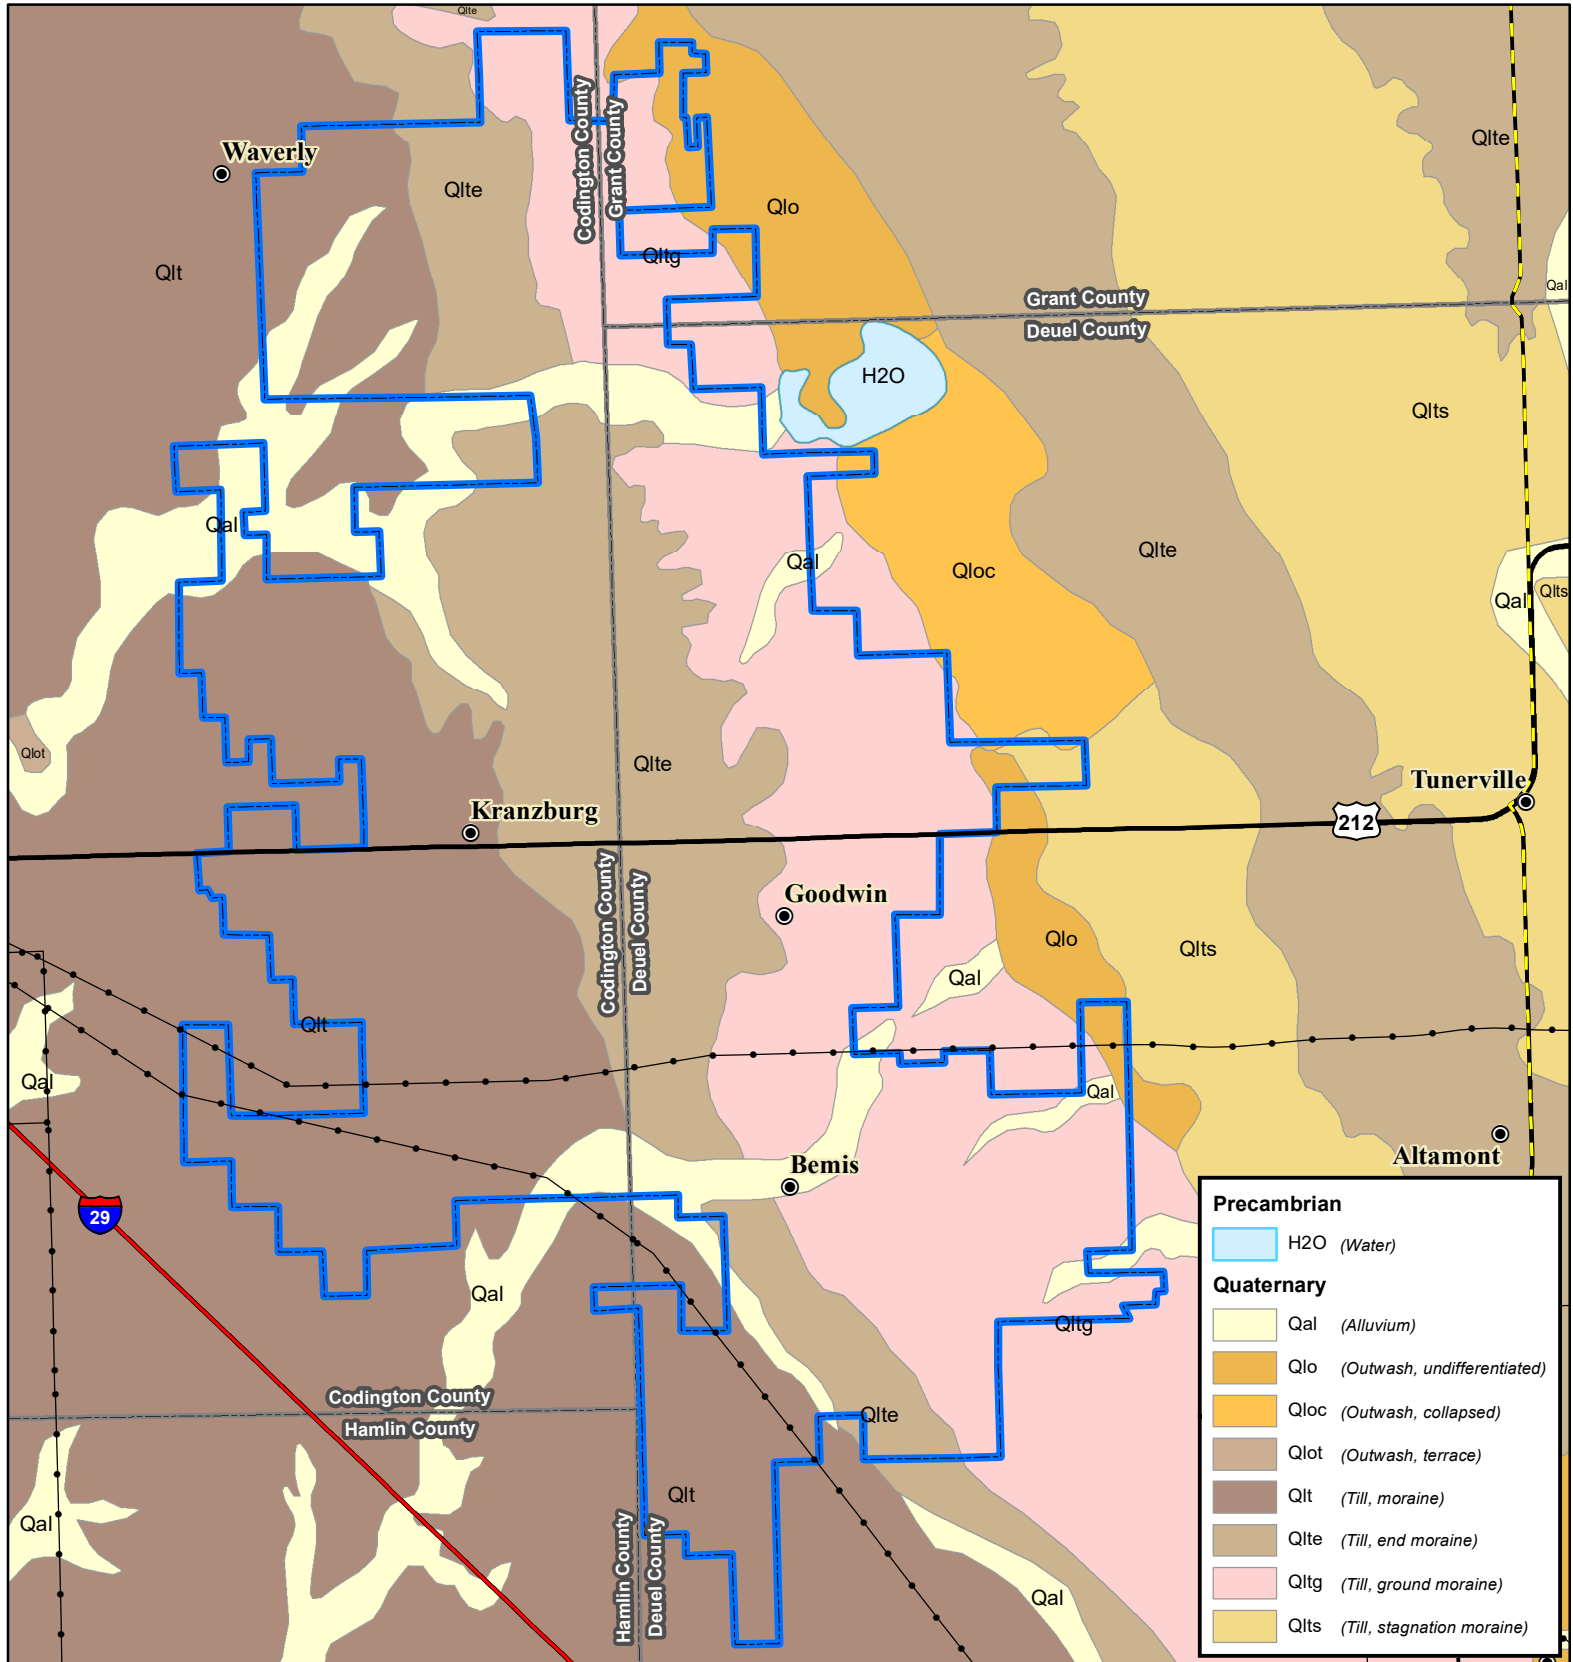 Qlte
Codington County
Grant County
Qlte
Waverly
Qlte
Qlo
Qltg
Qlt
Qal
Grant County
Deuel County
H2O
Qlts
Qal
Qal
Qlte
Qloc
Qal
Qlts
Qlot
Qlte
Tunerville
Kranzburg
212
Codington County
Deuel County
Goodwin
Qlo
Qlts
Qal
Qlt
Qal
Qal
Altamont
Bemis
29
Qal
Qltg
Codington County
Hamlin County
Qlte
Qlt
Qal
Hamlin County
Deuel County
Qal
Precambrian
H2O (Water)
Quaternary
Qal (Alluvium)
Qlo (Outwash, undifferentiated)
Qloc (Outwash, collapsed)
Qlot (Outwash, terrace)
Qlt (Till, moraine)
Qlte (Till, end moraine)
Qltg (Till, ground moraine)
Qlts (Till, stagnation moraine)